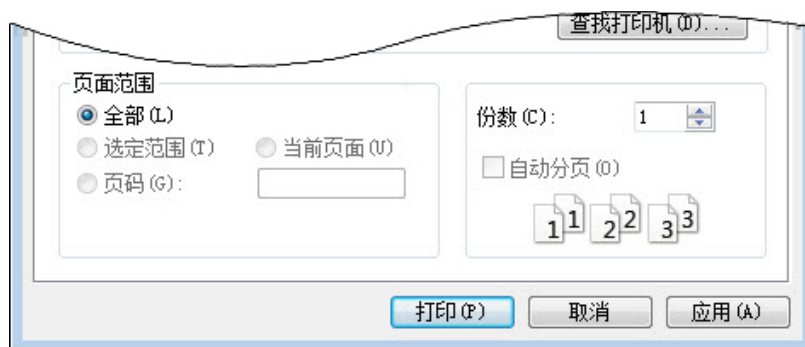 查找打印机(D)...
页面范围
全部(L)
选定范围(T) 当前页面(U)
页码(G):
份数(C): 1
自动分页(O)
1 1 2 2 3 3
打印(P) 取消 应用(A)